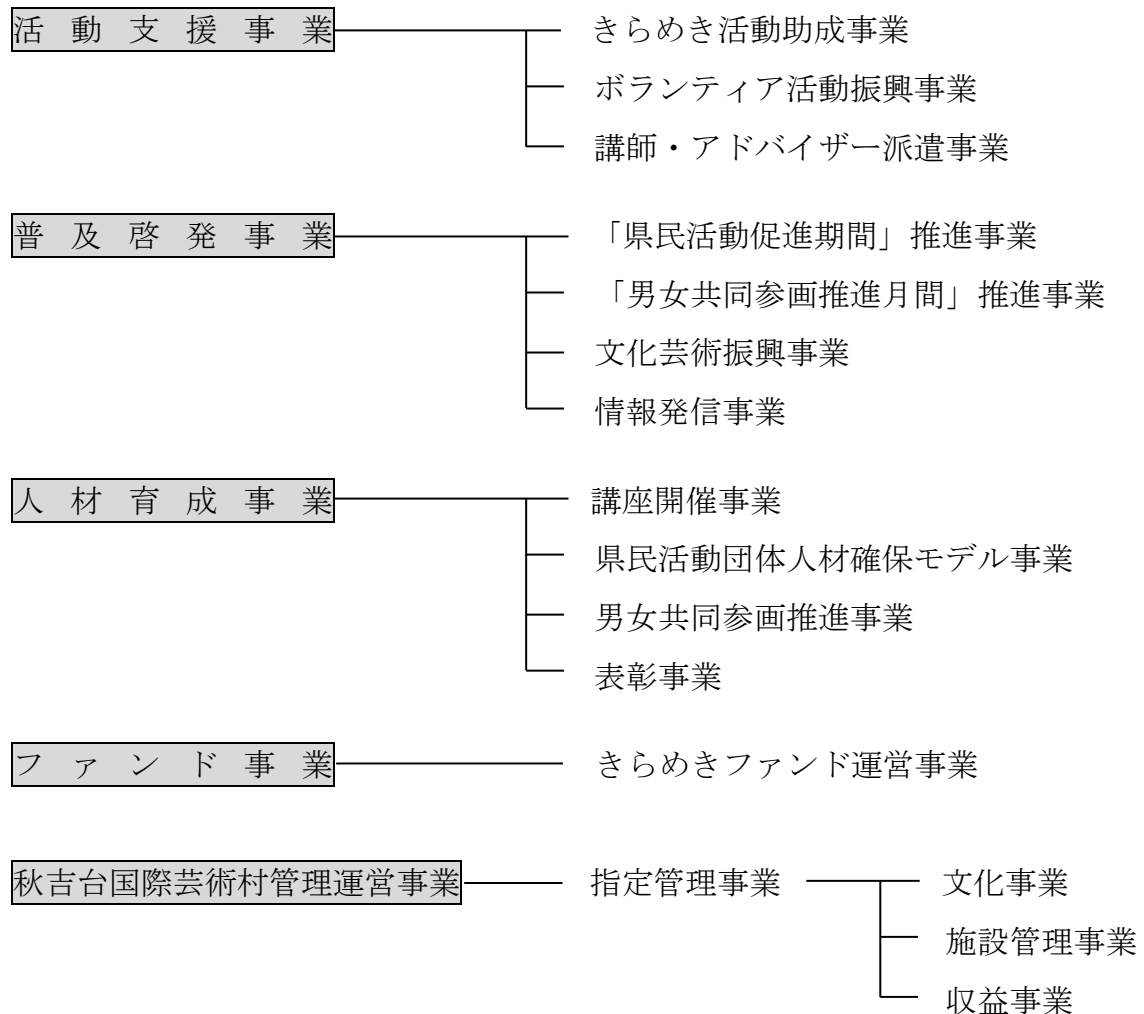 活動支援事業 きらめき活動助成事業
ボランティア活動振興事業
講師・アドバイザー派遣事業
普及啓発事業 「県民活動促進期間」推進事業
「男女共同参画推進月間」推進事業
文化芸術振興事業
情報発信事業
人材育成事業 講座開催事業
県民活動団体人材確保モデル事業
男女共同参画推進事業
表彰事業
ファンド事業 きらめきファンド運営事業
秋吉台国際芸術村管理運営事業 指定管理事業 文化事業
施設管理事業
収益事業